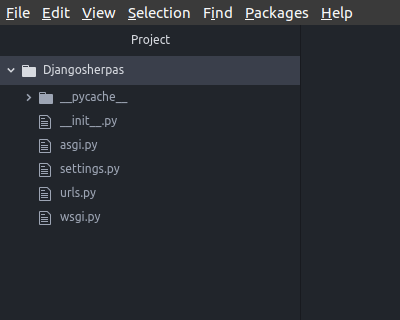 File Edit View Selection Find Packages Help
Project
Djangosherpas
__pycache__
__init__.py
asgi.py
settings.py
urls.py
wsgi.py